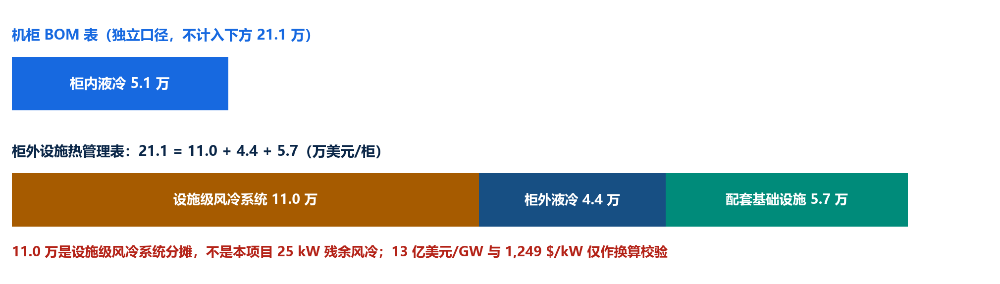 机柜 BOM 表（独立口径，不计入下方 21.1 万）
柜内液冷 5.1 万
柜外设施热管理表：21.1 = 11.0 + 4.4 + 5.7（万美元/柜）
设施级风冷系统 11.0 万
柜外液冷 4.4 万
配套基础设施 5.7 万
11.0 万是设施级风冷系统分摊，不是本项目 25 kW 残余风冷；13 亿美元/GW 与 1,249 $/kW 仅作换算校验